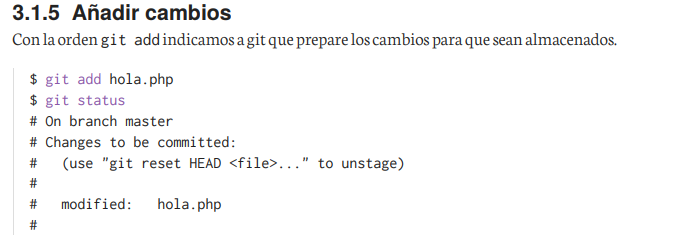 3.1.5 Añadir cambios
Con la orden git add indicamos a git que prepare los cambios para que sean almacenados.
$ git add hola.php
$ git status
# On branch master
# Changes to be committed:
#   (use "git reset HEAD <file>..." to unstage)
#
#   modified:   hola.php
#